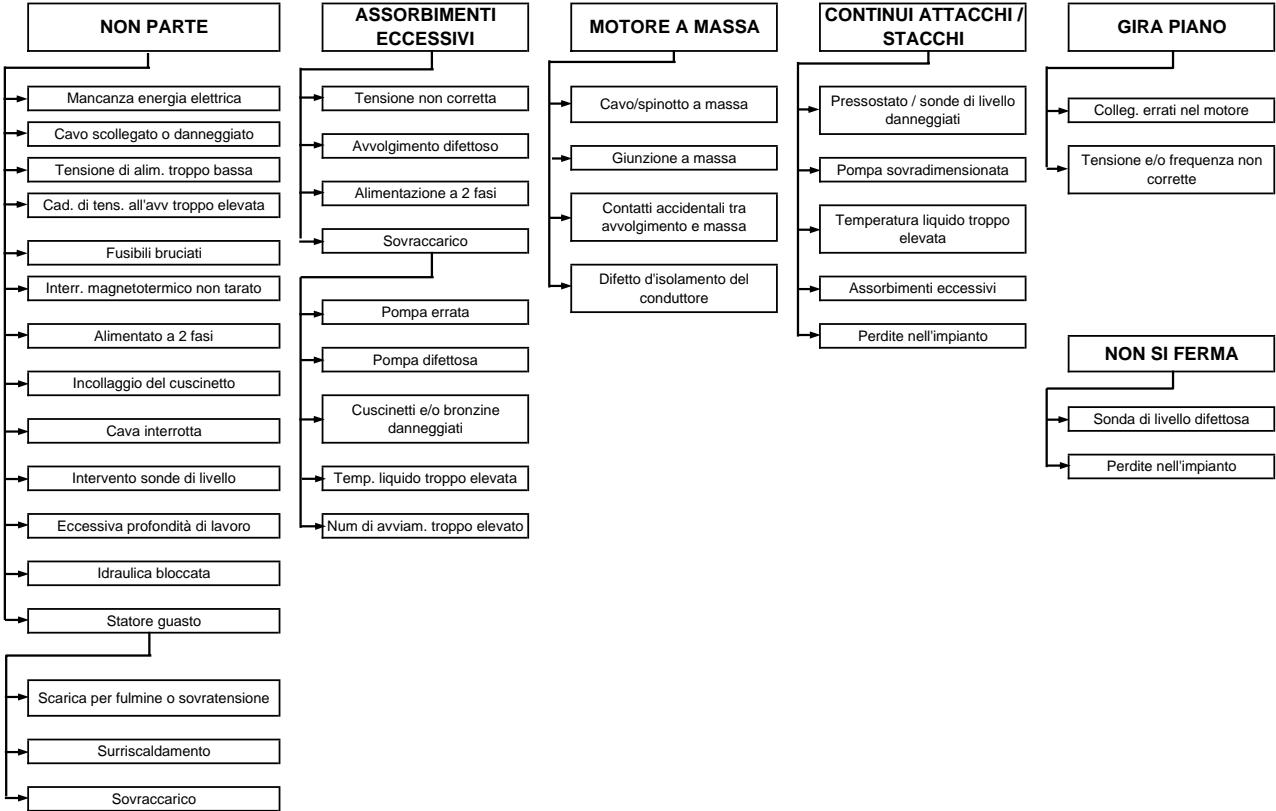 NON PARTE
Mancanza energia elettrica
Cavo scollegato o danneggiato
Tensione di alim. troppo bassa
Cad. di tens. all'avv troppo elevata
Fusibili bruciati
Interr. magnetotermico non tarato
Alimentato a 2 fasi
Incollaggio del cuscinetto
Cava interrotta
Intervento sonde di livello
Eccessiva profondità di lavoro
Idraulica bloccata
Statore guasto
Scarica per fulmine o sovratensione
Surriscaldamento
Sovraccarico
ASSORBIMENTI
ECCESSIVI
Tensione non corretta
Avvolgimento difettoso
Alimentazione a 2 fasi
Sovraccarico
Pompa errata
Pompa difettosa
Cuscinetti e/o bronzine
danneggiati
Temp. liquido troppo elevata
Num di avviam. troppo elevato
MOTORE A MASSA
Cavo/spinotto a massa
Giunzione a massa
Contatti accidentali tra
avvolgimento e massa
Difetto d'isolamento del
conduttore
CONTINUI ATTACCHI /
STACCHI
Pressostato / sonde di livello
danneggiati
Pompa sovradimensionata
Temperatura liquido troppo
elevata
Assorbimenti eccessivi
Perdite nell'impianto
GIRA PIANO
Colleg. errati nel motore
Tensione e/o frequenza non
corrette
NON SI FERMA
Sonda di livello difettosa
Perdite nell'impianto